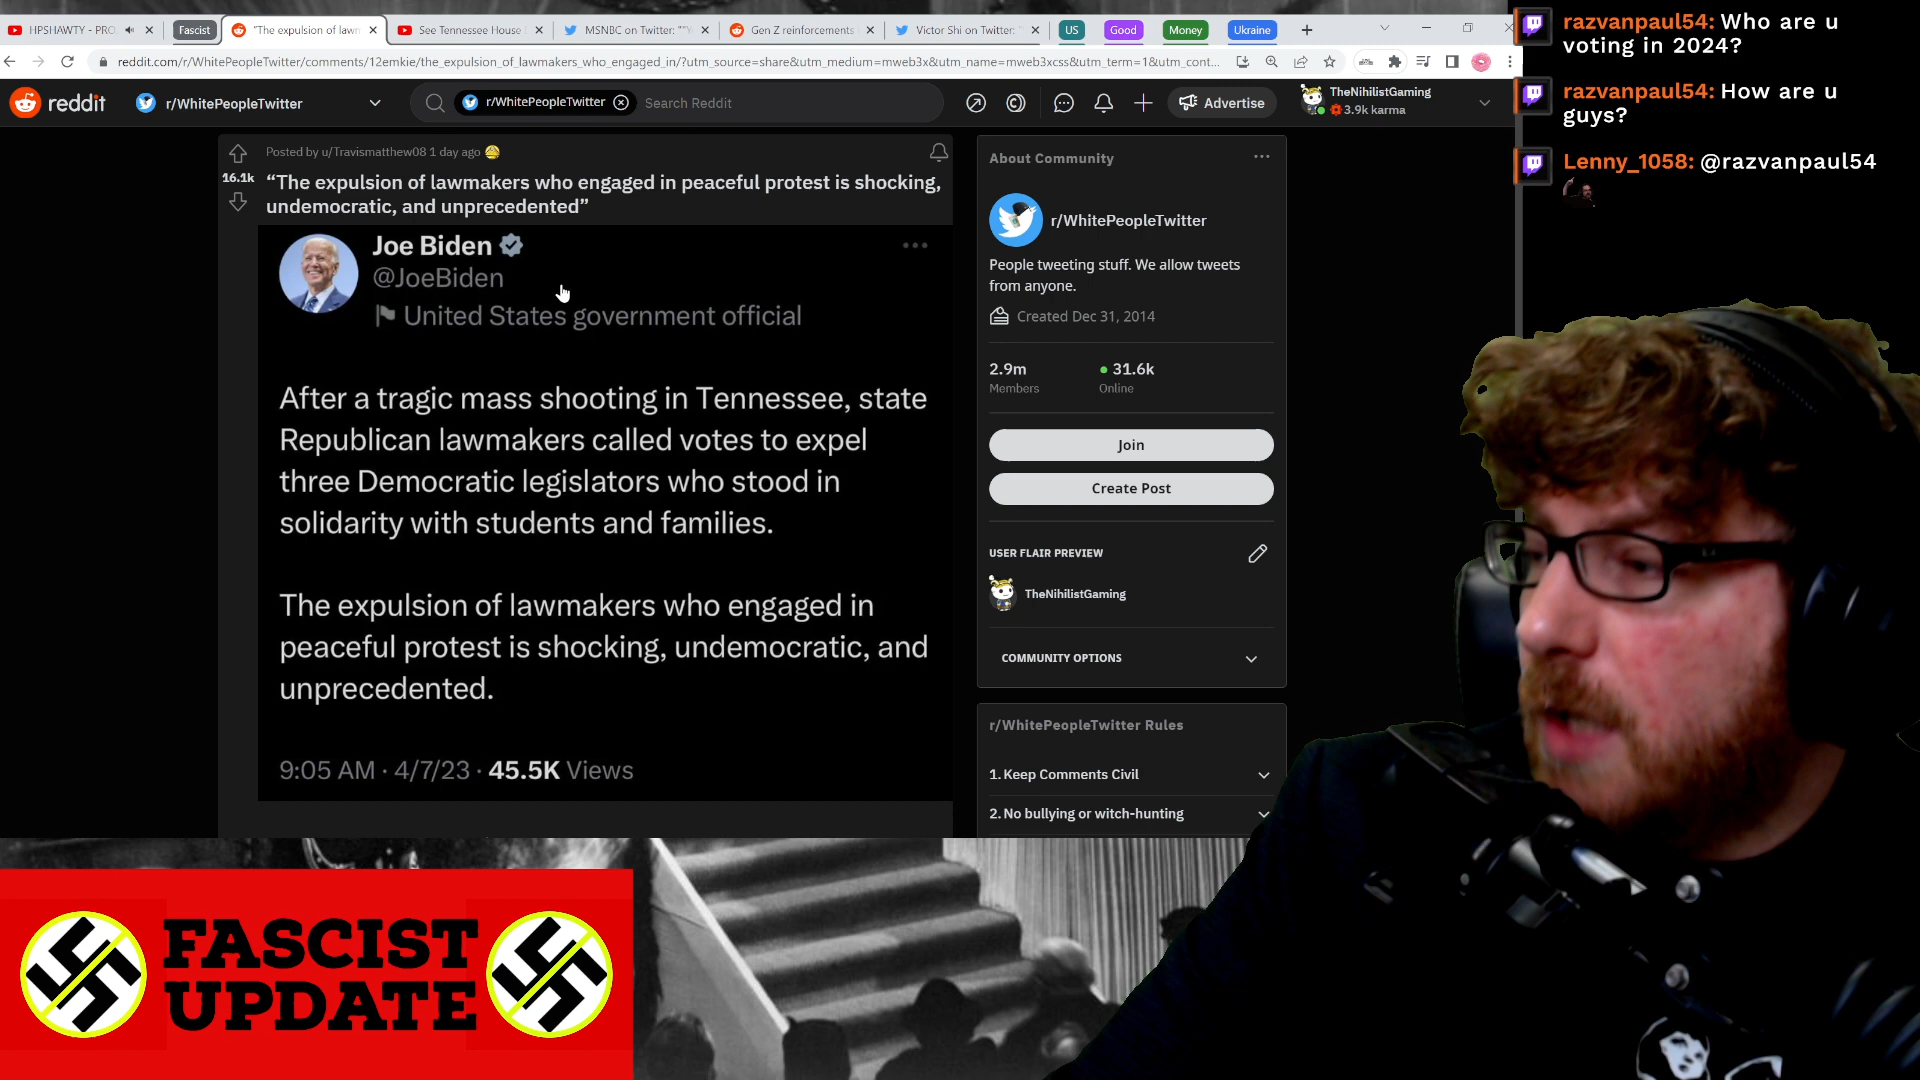 HPSHAWTY - PRO
Fascist
"The expulsion of lawn
See Tennessee House
MSNBC on Twitter: "'Y
Gen Z reinforcements
Victor Shi on Twitter: "
US
Good
Money
Ukraine
reddit.com/r/WhitePeopleTwitter/comments/12emkie/the_expulsion_of_lawmakers_who_engaged_in/?utm_source=share&utm_medium=mweb3x&utm_name=mweb3xcss&utm_term=1&utm_cont...
reddit
r/WhitePeopleTwitter
r/WhitePeopleTwitter
Search Reddit
Advertise
TheNihilistGaming
3.9k karma
Posted by u/Travismatthew08 1 day ago
16.1k
“The expulsion of lawmakers who engaged in peaceful protest is shocking,
undemocratic, and unprecedented”
Joe Biden
@JoeBiden
United States government official
After a tragic mass shooting in Tennessee, state
Republican lawmakers called votes to expel
three Democratic legislators who stood in
solidarity with students and families.
The expulsion of lawmakers who engaged in
peaceful protest is shocking, undemocratic, and
unprecedented.
9:05 AM · 4/7/23 · 45.5K Views
About Community
r/WhitePeopleTwitter
People tweeting stuff. We allow tweets
from anyone.
Created Dec 31, 2014
2.9m
Members
31.6k
Online
Join
Create Post
USER FLAIR PREVIEW
TheNihilistGaming
COMMUNITY OPTIONS
r/WhitePeopleTwitter Rules
1. Keep Comments Civil
2. No bullying or witch-hunting
razvanpaul54: Who are u
voting in 2024?
razvanpaul54: How are u
guys?
Lenny_1058: @razvanpaul54
FASCIST
UPDATE